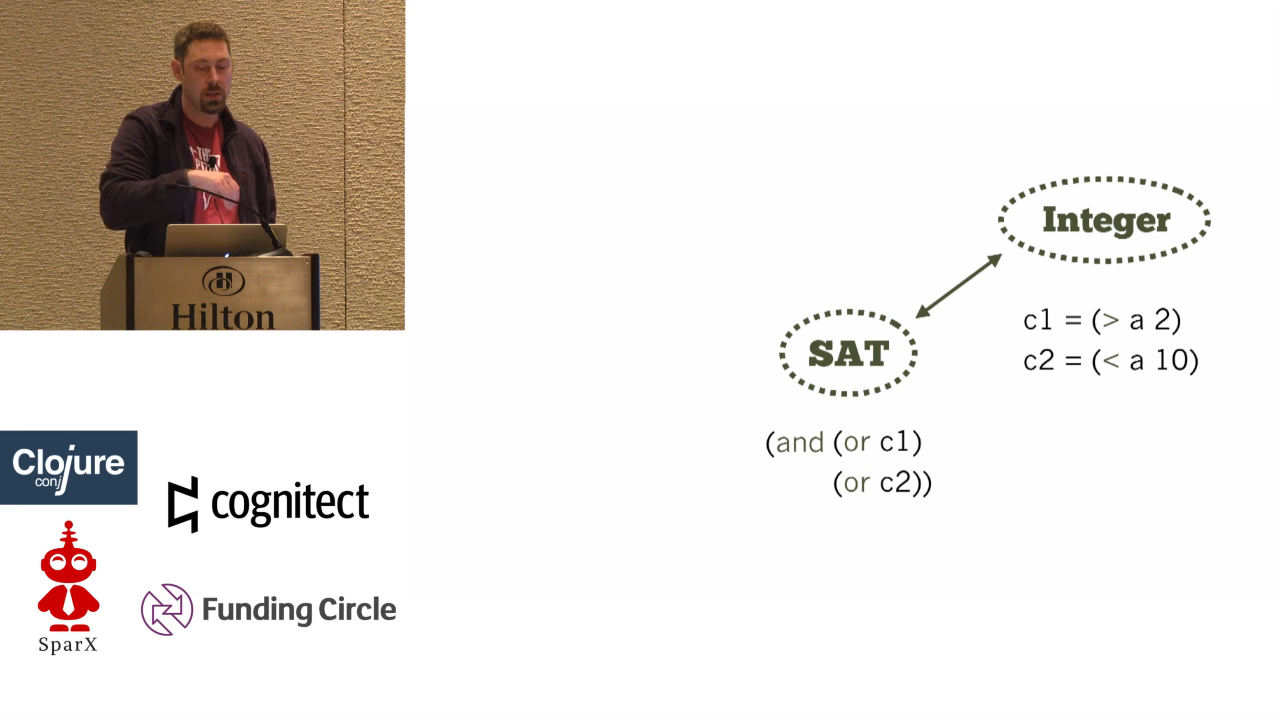 Hilton
Clojure
conj
cognitect
SparX
Funding Circle
Integer
SAT
c1 = (> a 2)
c2 = (< a 10)
(and (or c1)
(or c2))